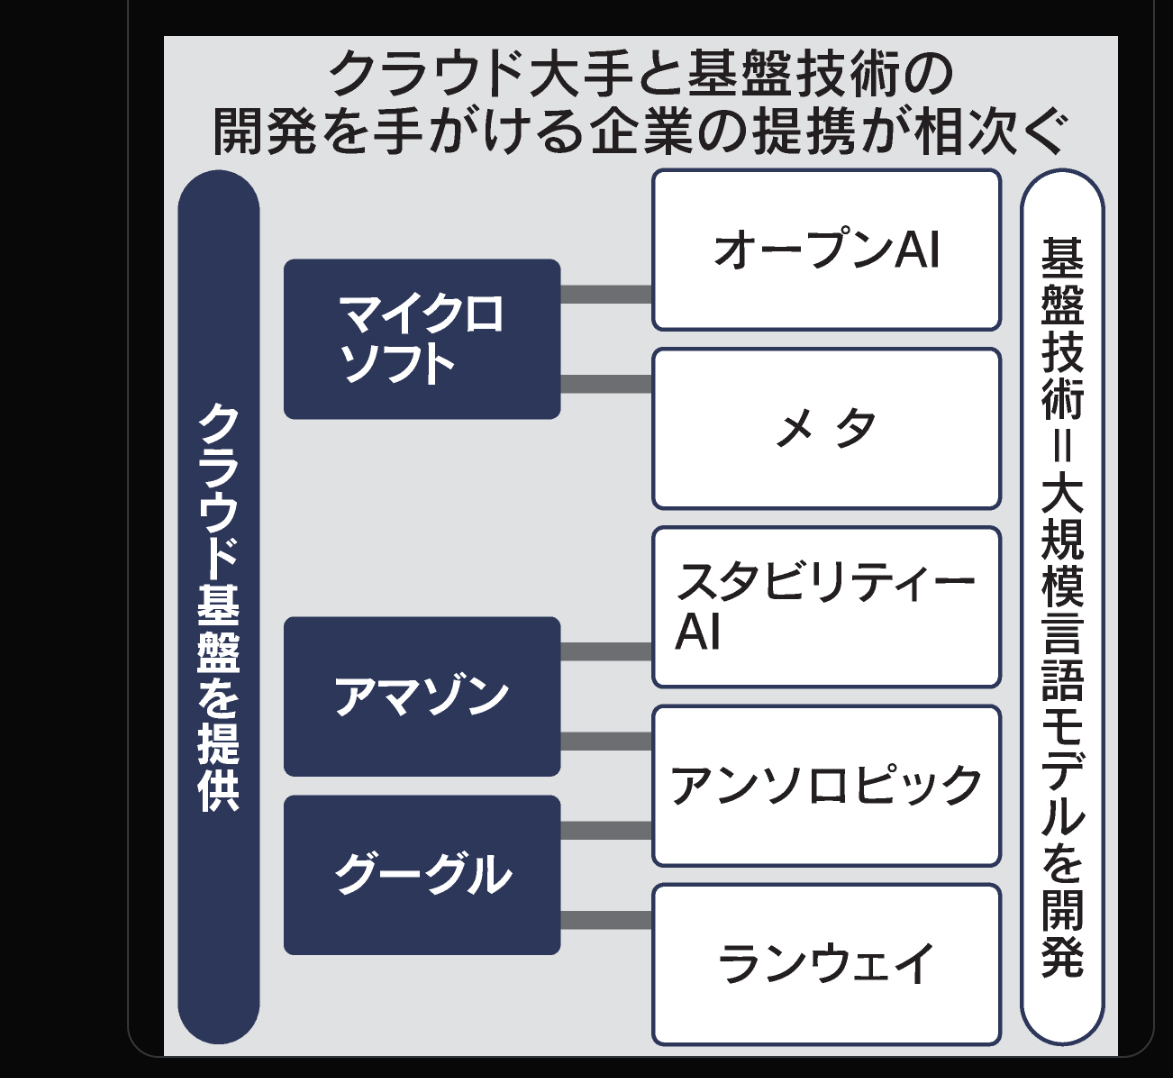 クラウド大手と基盤技術の
開発を手がける企業の提携が相次ぐ
クラウド基盤を提供
マイクロ
ソフト
アマゾン
グーグル
オープンAI
メタ
スタビリティー
AI
アンソロピック
ランウェイ
基盤技術＝大規模言語モデルを開発